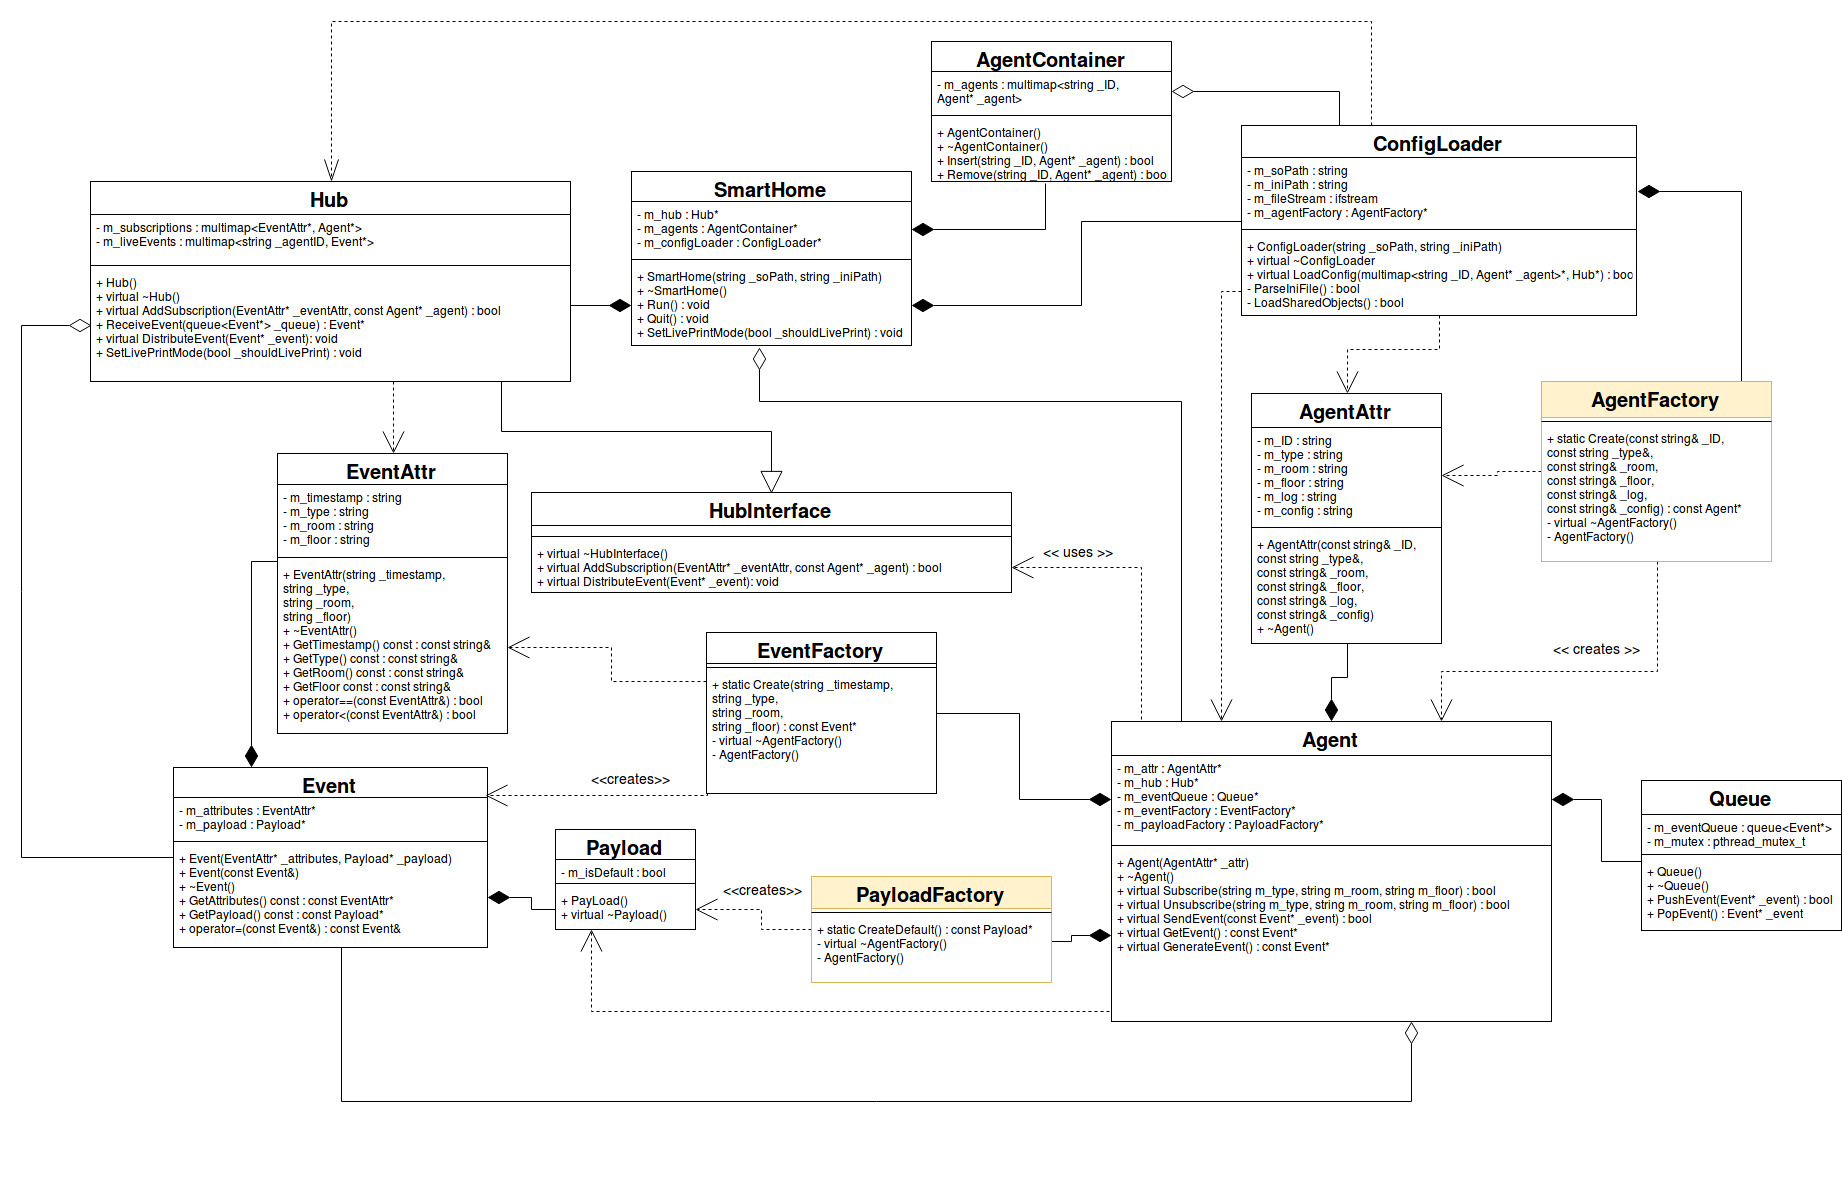 AgentContainer
- m_agents : multimap<string _ID,
Agent* _agent>
+ AgentContainer()
+ ~AgentContainer()
+ Insert(string _ID, Agent* _agent) : bool
+ Remove(string _ID, Agent* _agent) : boo
ConfigLoader
- m_soPath : string
- m_iniPath : string
- m_fileStream : ifstream
- m_agentFactory : AgentFactory*
+ ConfigLoader(string _soPath, string _iniPath)
+ virtual ~ConfigLoader
+ virtual LoadConfig(multimap<string _ID, Agent* _agent>*, Hub*) : boo
- ParseIniFile() : bool
- LoadSharedObjects() : bool
SmartHome
- m_hub : Hub*
- m_agents : AgentContainer*
- m_configLoader : ConfigLoader*
+ SmartHome(string _soPath, string _iniPath)
+ ~SmartHome()
+ Run() : void
+ Quit() : void
+ SetLivePrintMode(bool _shouldLivePrint) : void
Hub
- m_subscriptions : multimap<EventAttr*, Agent*>
- m_liveEvents : multimap<string _agentID, Event*>
+ Hub()
+ virtual ~Hub()
+ virtual AddSubscription(EventAttr* _eventAttr, const Agent* _agent) : bool
+ ReceiveEvent(queue<Event*> _queue) : Event*
+ virtual DistributeEvent(Event* _event): void
+ SetLivePrintMode(bool _shouldLivePrint) : void
AgentAttr
- m_ID : string
- m_type : string
- m_room : string
- m_floor : string
- m_log : string
- m_config : string
+ AgentAttr(const string& _ID,
const string _type&,
const string& _room,
const string& _floor,
const string& _log,
const string& _config)
+ ~Agent()
AgentFactory
+ static Create(const string& _ID,
const string _type&,
const string& _room,
const string& _floor,
const string& _log,
const string& _config) : const Agent*
- virtual ~AgentFactory()
- AgentFactory()
<< creates >>
EventAttr
- m_timestamp : string
- m_type : string
- m_room : string
- m_floor : string
+ EventAttr(string _timestamp,
string _type,
string _room,
string _floor)
+ ~EventAttr()
+ GetTimestamp() const : const string&
+ GetType() const : const string&
+ GetRoom() const : const string&
+ GetFloor const : const string&
+ operator==(const EventAttr&) : bool
+ operator<(const EventAttr&) : bool
HubInterface
+ virtual ~HubInterface()
+ virtual AddSubscription(EventAttr* _eventAttr, const Agent* _agent) : bool
+ virtual DistributeEvent(Event* _event): void
<< uses >>
EventFactory
+ static Create(string _timestamp,
string _type,
string _room,
string _floor) : const Event*
- virtual ~AgentFactory()
- AgentFactory()
<<creates>>
Event
- m_attributes : EventAttr*
- m_payload : Payload*
+ Event(EventAttr* _attributes, Payload* _payload)
+ Event(const Event&)
+ ~Event()
+ GetAttributes() const : const EventAttr*
+ GetPayload() const : const Payload*
+ operator=(const Event&) : const Event&
Payload
- m_isDefault : bool
+ PayLoad()
+ virtual ~Payload()
<<creates>>
PayloadFactory
+ static CreateDefault() : const Payload*
- virtual ~AgentFactory()
- AgentFactory()
Agent
- m_attr : AgentAttr*
- m_hub : Hub*
- m_eventQueue : Queue*
- m_eventFactory : EventFactory*
- m_payloadFactory : PayloadFactory*
+ Agent(AgentAttr* _attr)
+ ~Agent()
+ virtual Subscribe(string m_type, string m_room, string m_floor) : bool
+ virtual Unsubscribe(string m_type, string m_room, string m_floor) : bool
+ virtual SendEvent(const Event* _event) : bool
+ virtual GetEvent() : const Event*
+ virtual GenerateEvent() : const Event*
Queue
- m_eventQueue : queue<Event*>
- m_mutex : pthread_mutex_t
+ Queue()
+ ~Queue()
+ PushEvent(Event* _event) : bool
+ PopEvent() : Event* _event